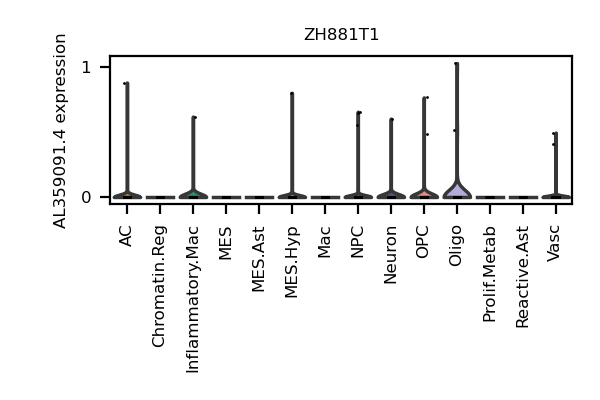 ZH881T1
AL359091.4 expression
1
0
AC
Chromatin.Reg
Inflammatory.Mac
MES
MES.Ast
MES.Hyp
Mac
NPC
Neuron
OPC
Oligo
Prolif.Metab
Reactive.Ast
Vasc